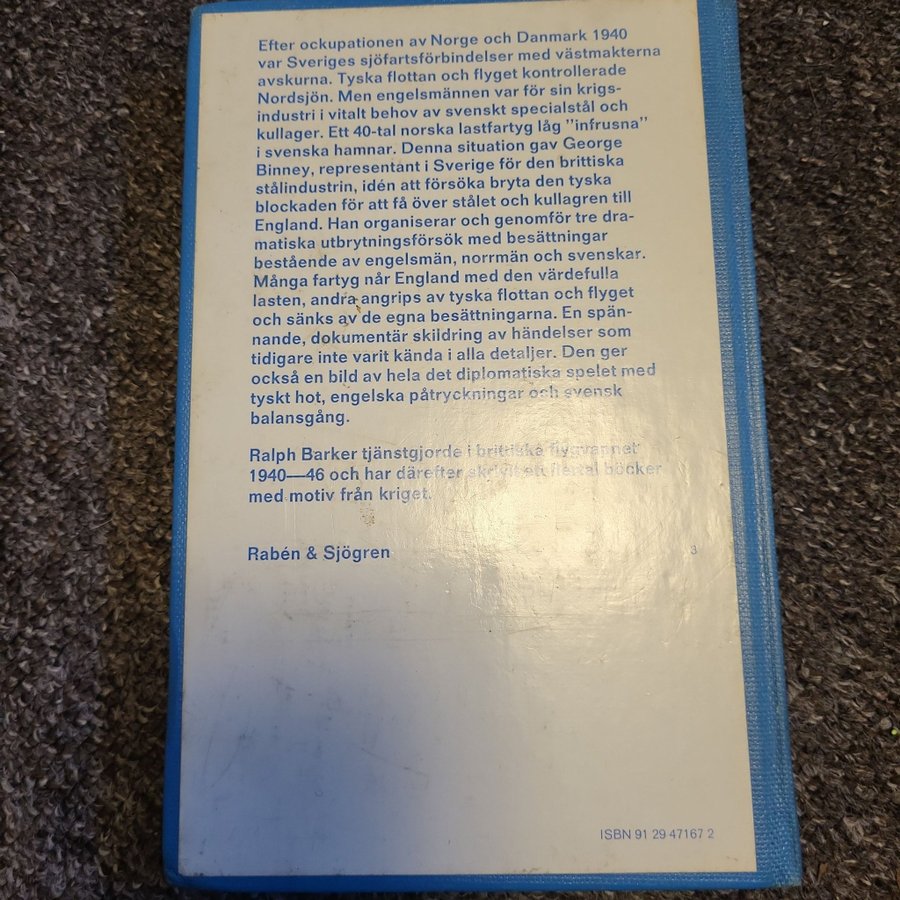 Efter ockupationen av Norge och Danmark 1940
var Sveriges sjöfartsförbindelser med västmakterna
avskurna. Tyska flottan och flyget kontrollerade
Nordsjön. Men engelsmännen var för sin krigs-
industri i vitalt behov av svenskt specialstål och
kullager. Ett 40-tal norska lastfartyg låg ”infrusna”
i svenska hamnar. Denna situation gav George
Binney, representant i Sverige för den brittiska
stålindustrin, idén att försöka bryta den tyska
blockaden för att få över stålet och kullagren till
England. Han organiserar och genomför tre dra-
matiska utbrytningsförsök med besättningar
bestående av engelsmän, norrmän och svenskar.
Många fartyg når England med den värdefulla
lasten, andra angrips av tyska flottan och flyget
och sänks av de egna besättningarna. En spän-
nande, dokumentär skildring av händelser som
tidigare inte varit kända i alla detaljer. Den ger
också en bild av hela det diplomatiska spelet med
tyskt hot, engelska påtryckningar och svensk
balansgång.
Ralph Barker tjänstgjorde i brittiska flygvapnet
1940—46 och har därefter skrivit ett flertal böcker
med motiv från kriget.
Rabén & Sjögren
3
ISBN 91 29 47167 2